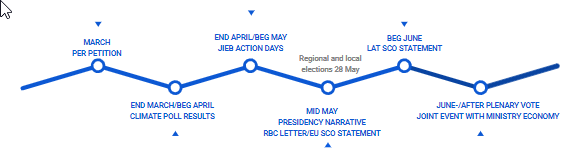 MARCH
PER PETITION
END MARCH/BEG APRIL
CLIMATE POLL RESULTS
END APRIL/BEG MAY
JIEB ACTION DAYS
Regional and local
elections 28 May
MID MAY
PRESIDENCY NARRATIVE
RBC LETTER/EU SCO STATEMENT
BEG JUNE
LAT SCO STATEMENT
JUNE-/AFTER PLENARY VOTE
JOINT EVENT WITH MINISTRY ECONOMY